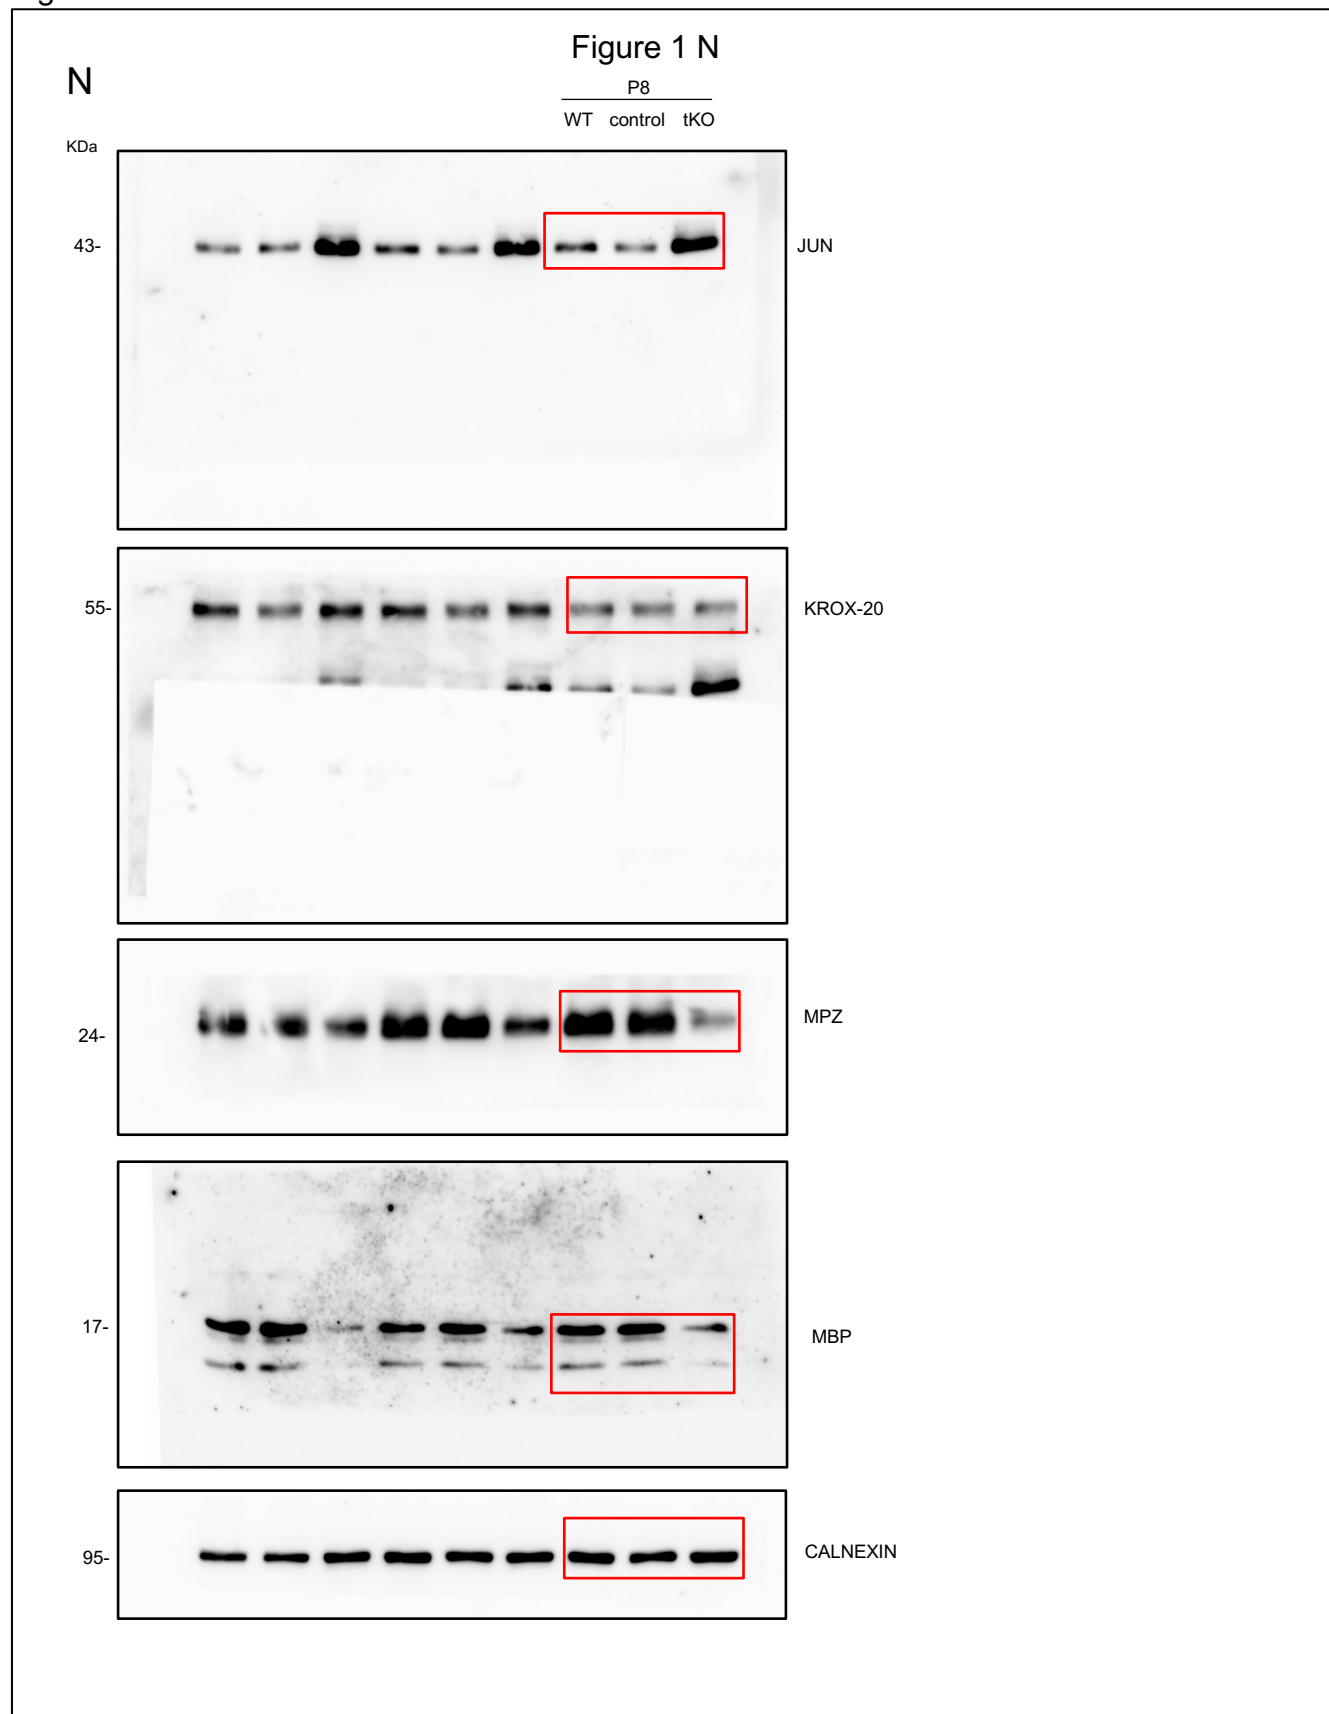 Figure 1 N
N
P8
WT control tKO
KDa
43-
JUN
55-
KROX-20
24-
MPZ
17-
MBP
95-
CALNEXIN